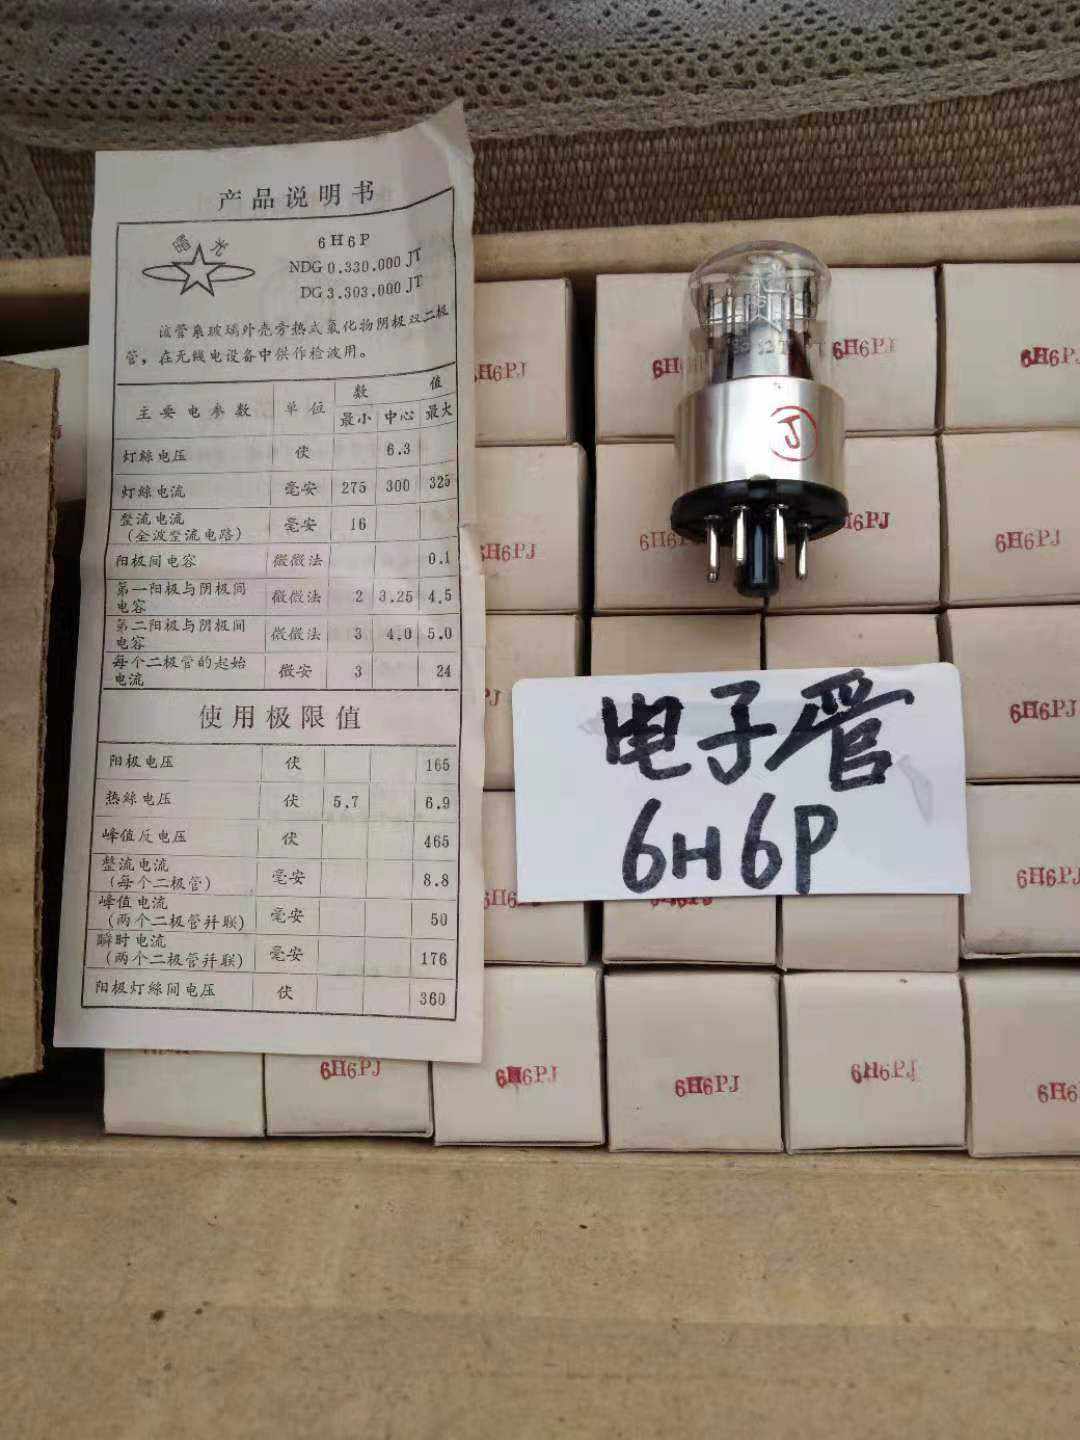 产品说明书
曙光
6H6P
NDG 0.330.000 JT
DG 3.303.000 JT
该管系玻璃外壳旁热式氧化物阴极双二极
管，在无线电设备中供作检波用。
主要电参数 单位 数值
最小 中心 最大
灯絲电压 伏 6.3
灯絲电流 毫安 275 300 325
整流电流
(全波整流电路) 毫安 16
阳极间电容 微微法 0.1
第一阳极与阴极间
电容 微微法 2 3.25 4.5
第二阳极与阴极间
电容 微微法 3 4.0 5.0
每个二极管的起始
电流 微安 3 24
使用极限值
阳极电压 伏 165
热絲电压 伏 5.7 6.9
峰值反电压 伏 465
整流电流
(每个二极管) 毫安 8.8
峰值电流
(两个二极管并联) 毫安 50
瞬时电流
(两个二极管并联) 毫安 176
阳极灯絲间电压 伏 360
J
电子管
6H6P
H6PJ
6H
6H6PJ
6H6P
H6PJ
6H6
16PJ
6H6PJ
PJ
6H6PJ
6H6PJ
6H6PJ
6H6PJ
6H6PJ
6H6PJ
6H6